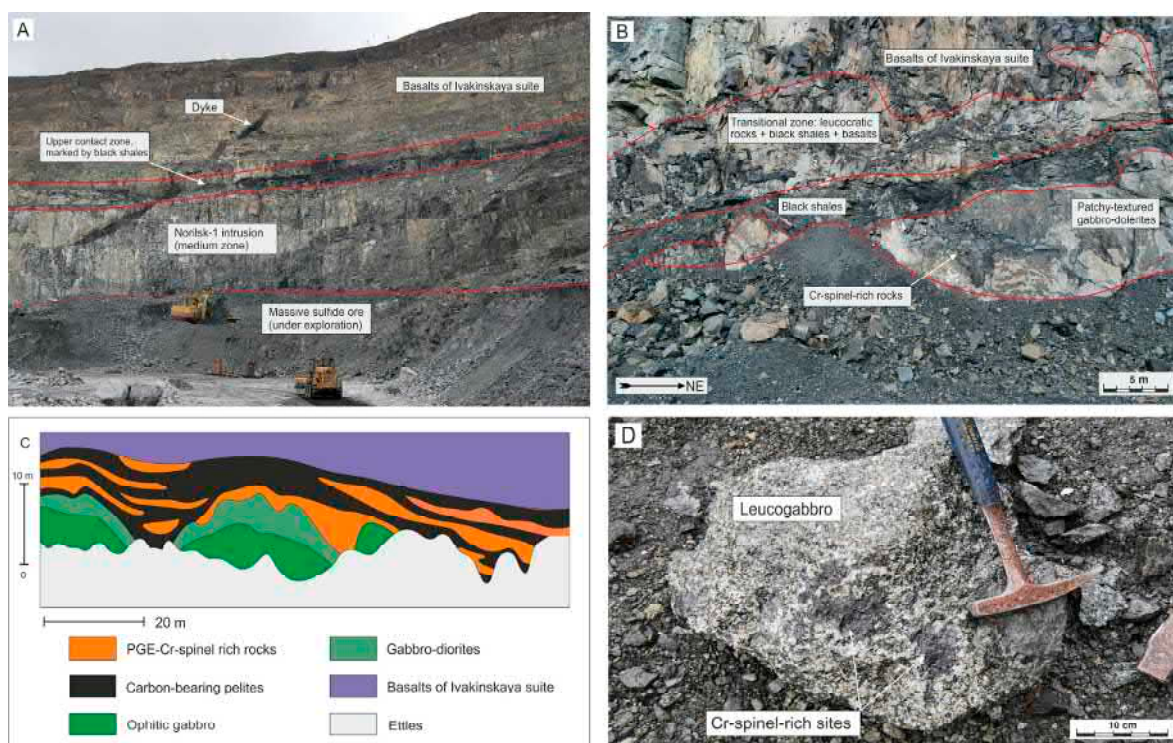 A
Basalts of Ivakinskaya suite
Dyke
Upper contact zone,
marked by black shales
Norilsk-1 intrusion
(medium zone)
Massive sulfide ore
(under exploration)
B
Basalts of Ivakinskaya suite
Transitional zone: leucocratic
rocks + black shales + basalts
Black shales
Patchy-textured
gabbro-dolerites
Cr-spinel-rich rocks
NE
5 m
C
10 m
0
20 m
PGE-Cr-spinel rich rocks
Gabbro-diorites
Carbon-bearing pelites
Basalts of Ivakinskaya suite
Ophitic gabbro
Ettles
D
Leucogabbro
Cr-spinel-rich sites
10 cm